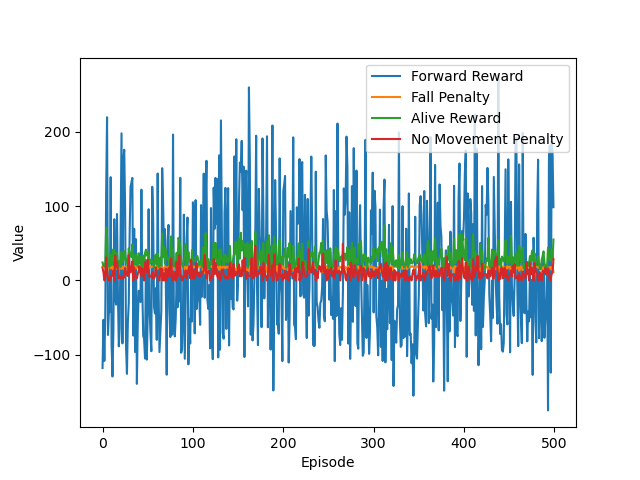 Forward Reward
Fall Penalty
Alive Reward
No Movement Penalty
200
100
0
−100
Value
0
100
200
300
400
500
Episode